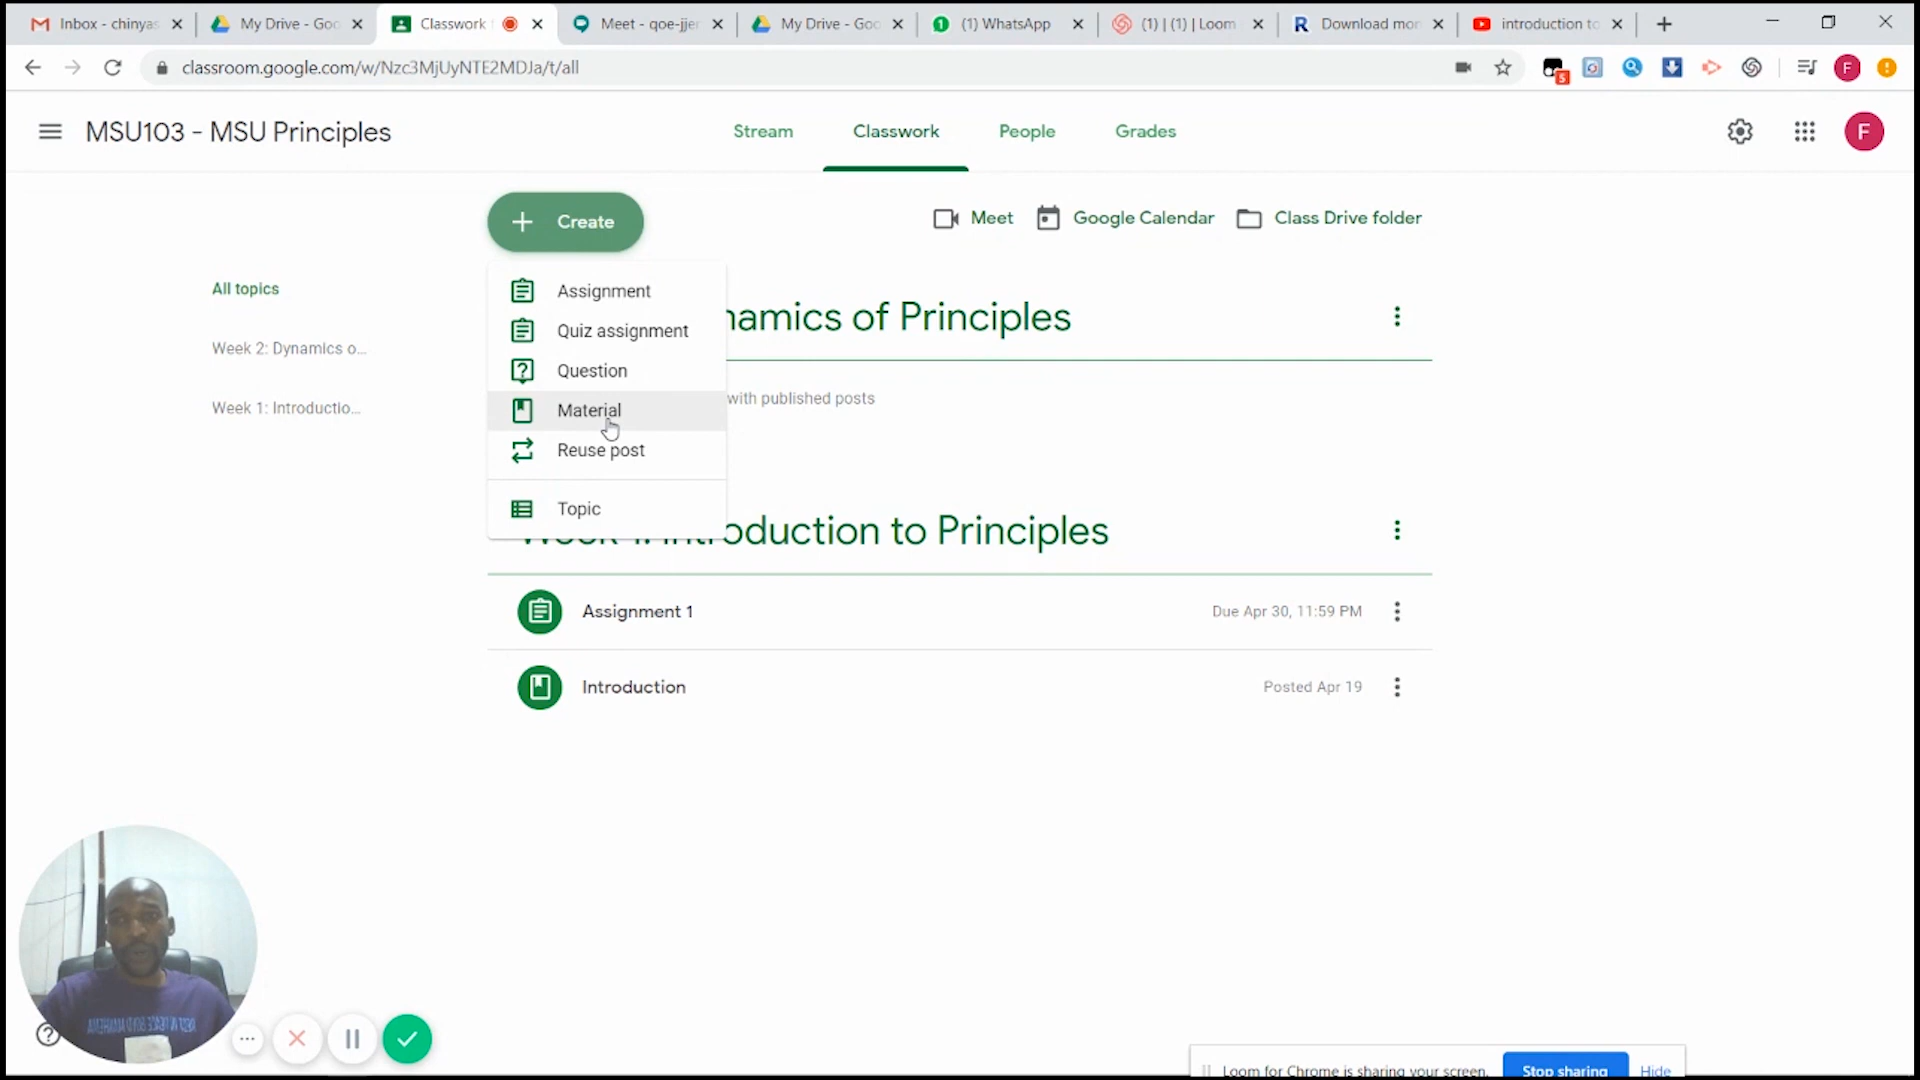 Inbox - chinyas
My Drive - Goo
Classwork
Meet - qoe-jjer
My Drive - Goo
(1) WhatsApp
(1) | (1) | Loom
Download mor
introduction to
classroom.google.com/w/Nzc3MjUyNTE2MDJa/t/all
5
F
MSU103 - MSU Principles
Stream
Classwork
People
Grades
F
Create
Meet
Google Calendar
Class Drive folder
All topics
Week 2: Dynamics o...
Week 1: Introductio...
Assignment
Quiz assignment
Question
Material
Reuse post
Topic
namics of Principles
with published posts
oduction to Principles
Assignment 1
Due Apr 30, 11:59 PM
Introduction
Posted Apr 19
Loom for Chrome is sharing your screen.
Stop sharing
Hide